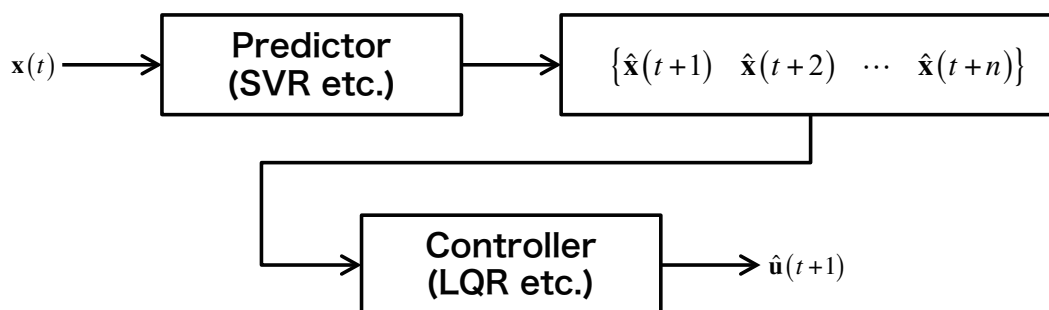 𝐱(t)
Predictor
(SVR etc.)
{𝐱̂(t+1) 𝐱̂(t+2) ⋯ 𝐱̂(t+n)}
Controller
(LQR etc.)
𝐮̂(t+1)